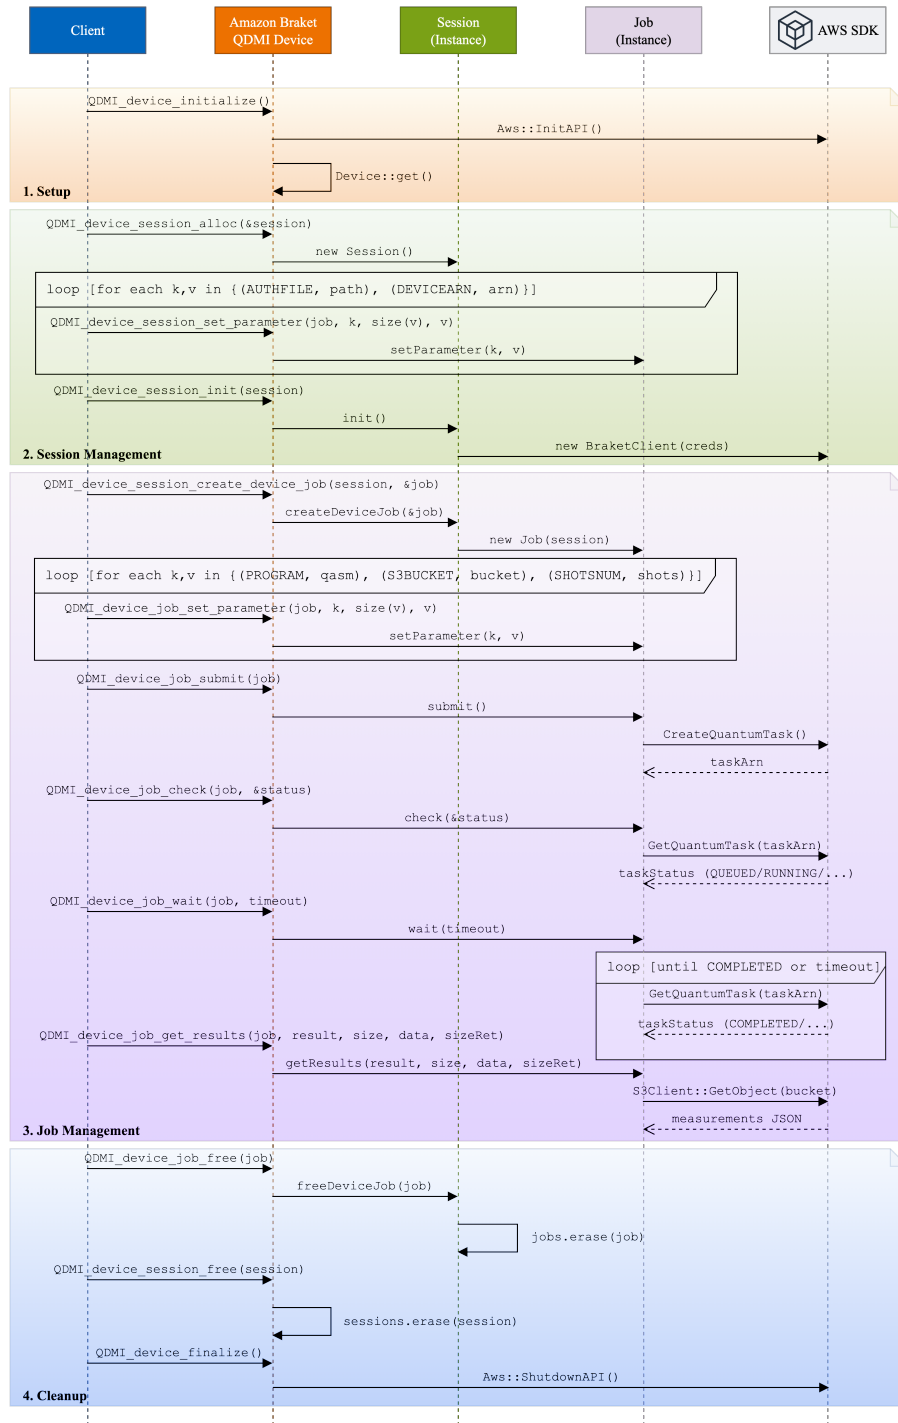 Client
Amazon Braket
QDMI Device
Session
(Instance)
Job
(Instance)
AWS SDK
QDMI_device_initialize()
Aws::InitAPI()
Device::get()
1. Setup
QDMI_device_session_alloc(&session)
new Session()
loop [for each k,v in {(AUTHFILE, path), (DEVICEARN, arn)}]
QDMI_device_session_set_parameter(job, k, size(v), v)
setParameter(k, v)
QDMI_device_session_init(session)
init()
new BraketClient(creds)
2. Session Management
QDMI_device_session_create_device_job(session, &job)
createDeviceJob(&job)
new Job(session)
loop [for each k,v in {(PROGRAM, qasm), (S3BUCKET, bucket), (SHOTSNUM, shots)}]
QDMI_device_job_set_parameter(job, k, size(v), v)
setParameter(k, v)
QDMI_device_job_submit(job)
submit()
CreateQuantumTask()
taskArn
QDMI_device_job_check(job, &status)
check(&status)
GetQuantumTask(taskArn)
taskStatus (QUEUED/RUNNING/...)
QDMI_device_job_wait(job, timeout)
wait(timeout)
loop [until COMPLETED or timeout]
GetQuantumTask(taskArn)
taskStatus (COMPLETED/...)
QDMI_device_job_get_results(job, result, size, data, sizeRet)
getResults(result, size, data, sizeRet)
S3Client::GetObject(bucket)
measurements JSON
3. Job Management
QDMI_device_job_free(job)
freeDeviceJob(job)
jobs.erase(job)
QDMI_device_session_free(session)
sessions.erase(session)
QDMI_device_finalize()
Aws::ShutdownAPI()
4. Cleanup